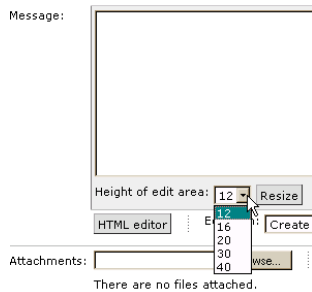 Message:
Height of edit area: 12 Resize
12
HTML editor Create
16
20
30
Attachments: wse...
40
There are no files attached.